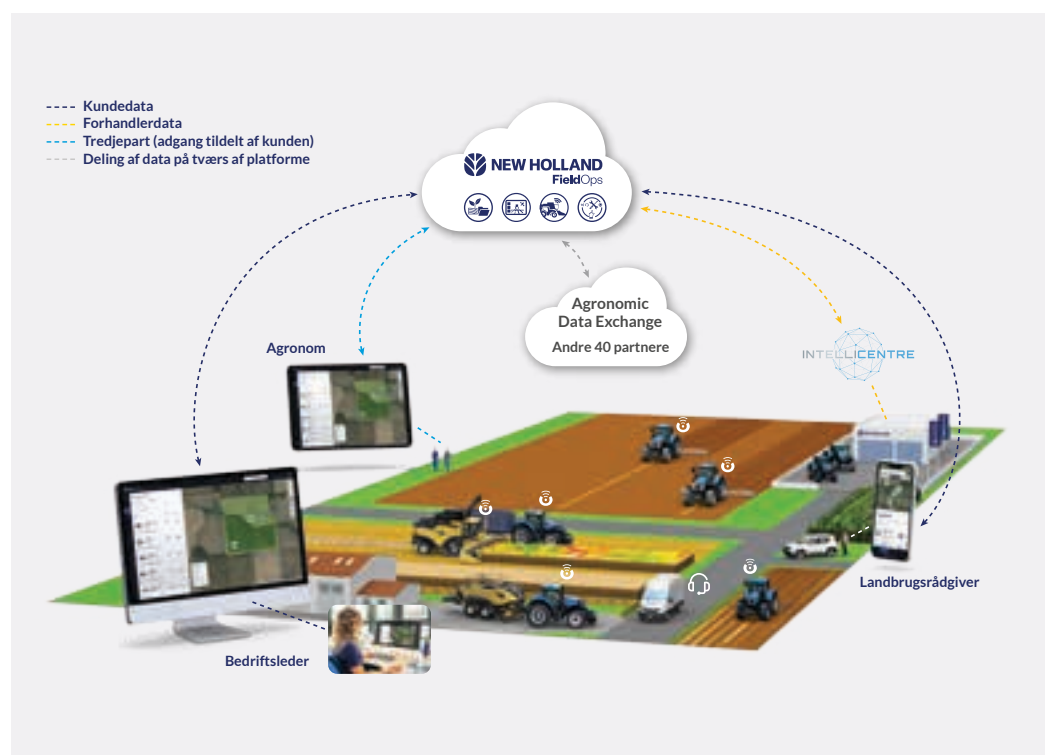 Kundedata
Forhandlerdata
Tredjepart (adgang tildelt af kunden)
Deling af data på tværs af platforme
NEW HOLLAND
FieldOps
Agronomic
Data Exchange
Andre 40 partnere
INTELLICENTRE
Agronom
Landbrugsrådgiver
Bedriftsleder